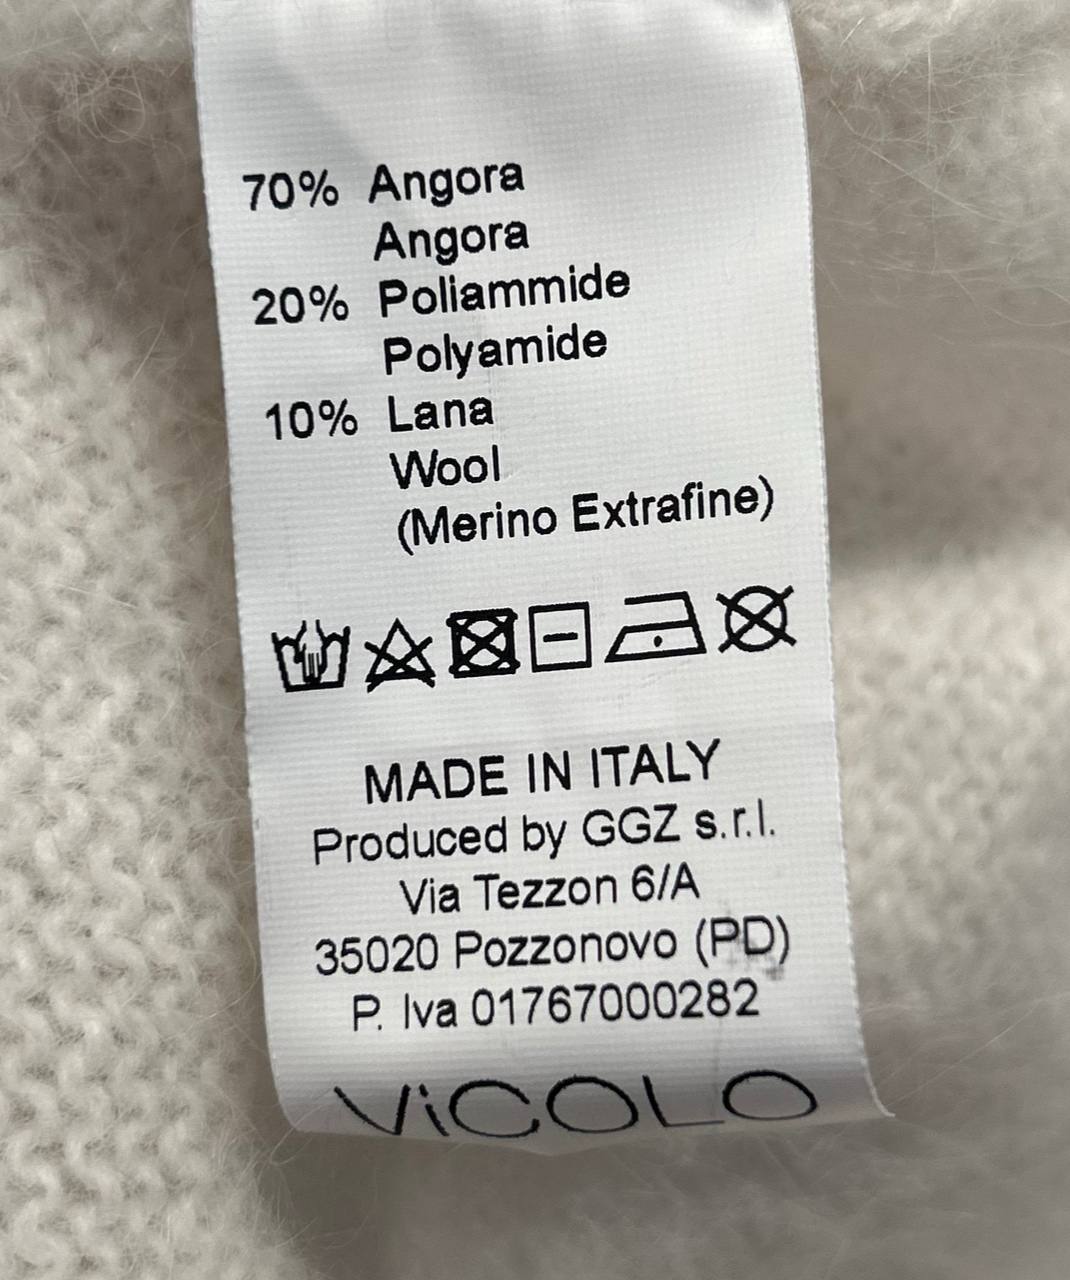 70% Angora
Angora
20% Poliammide
Polyamide
10% Lana
Wool
(Merino Extrafine)
MADE IN ITALY
Produced by GGZ s.r.l.
Via Tezzon 6/A
35020 Pozzonovo (PD)
P. Iva 01767000282
ViCOLO